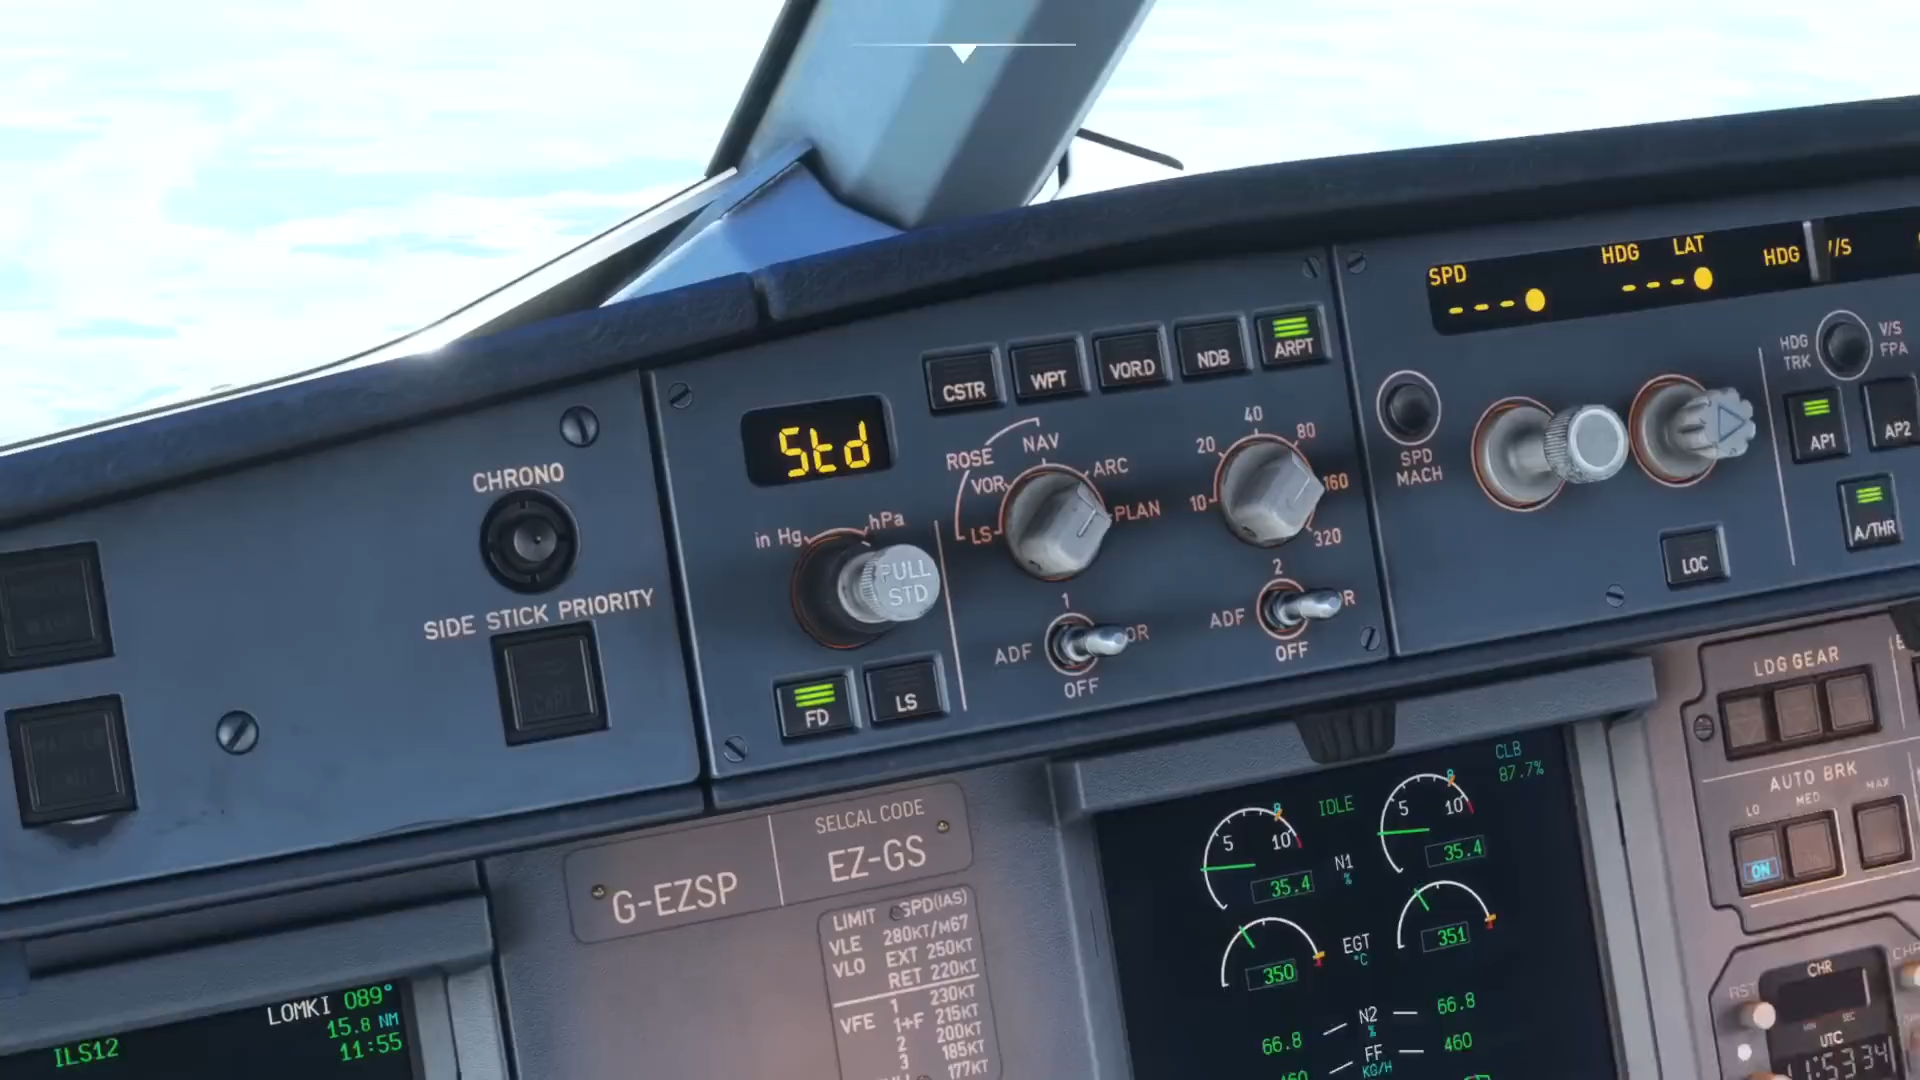 SPD
HDG LAT
HDG V/S
- - -
- - -
CSTR
WPT
VOR.D
NDB
ARPT
Std
HDG
TRK
V/S
FPA
AP1
AP2
CHRONO
ROSE
NAV
VOR
LS
ARC
PLAN
10
20
40
80
160
320
SPD
MACH
in Hg
hPa
PULL
STD
A/THR
LOC
SIDE STICK PRIORITY
1
ADF
OFF
2
ADF
OFF
FD
LS
LDG GEAR
AUTO BRK
LO
MED
MAX
ON
SELCAL CODE
G-EZSP
EZ-GS
LIMIT SPD(IAS)
VLE 280KT/M67
VLO EXT 250KT
RET 220KT
VFE 1 230KT
1+F 215KT
2 200KT
3 185KT
177KT
CLB
87.7%
IDLE
5 10
5 10
35.4
N1
%
35.4
350
EGT
°C
351
66.8
N2
%
66.8
FF
KG/H
460
LOMKI 089°
15.8 NM
11:55
ILS12
RST
CHR
MIN SEC
UTC
11:5334